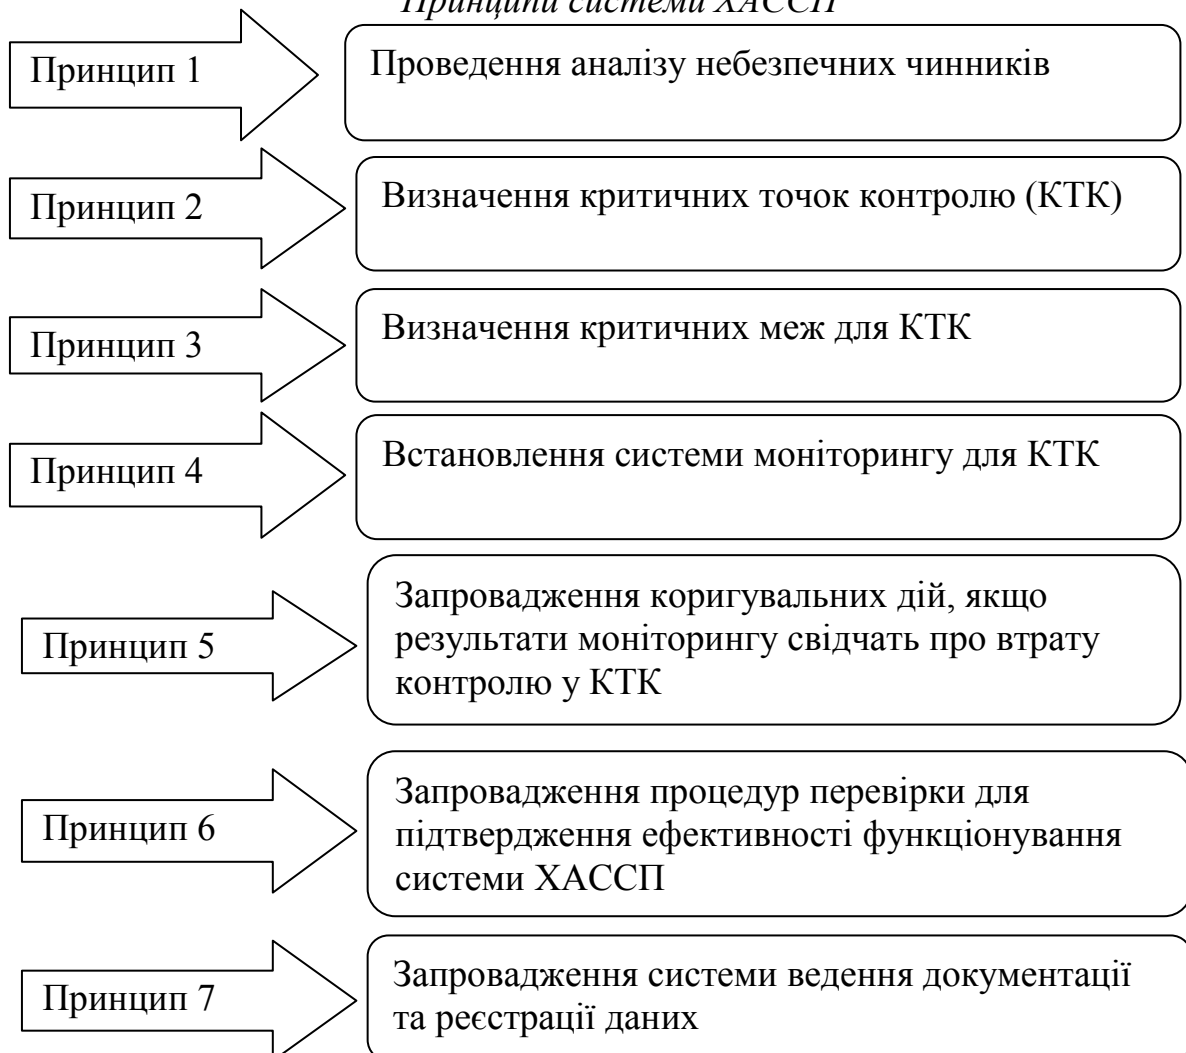 Принципи системи ХАССП
Принцип 1
Проведення аналізу небезпечних чинників
Принцип 2
Визначення критичних точок контролю (КТК)
Принцип 3
Визначення критичних меж для КТК
Принцип 4
Встановлення системи моніторингу для КТК
Принцип 5
Запровадження коригувальних дій, якщо
результати моніторингу свідчать про втрату
контролю у КТК
Принцип 6
Запровадження процедур перевірки для
підтвердження ефективності функціонування
системи ХАССП
Принцип 7
Запровадження системи ведення документації
та реєстрації даних